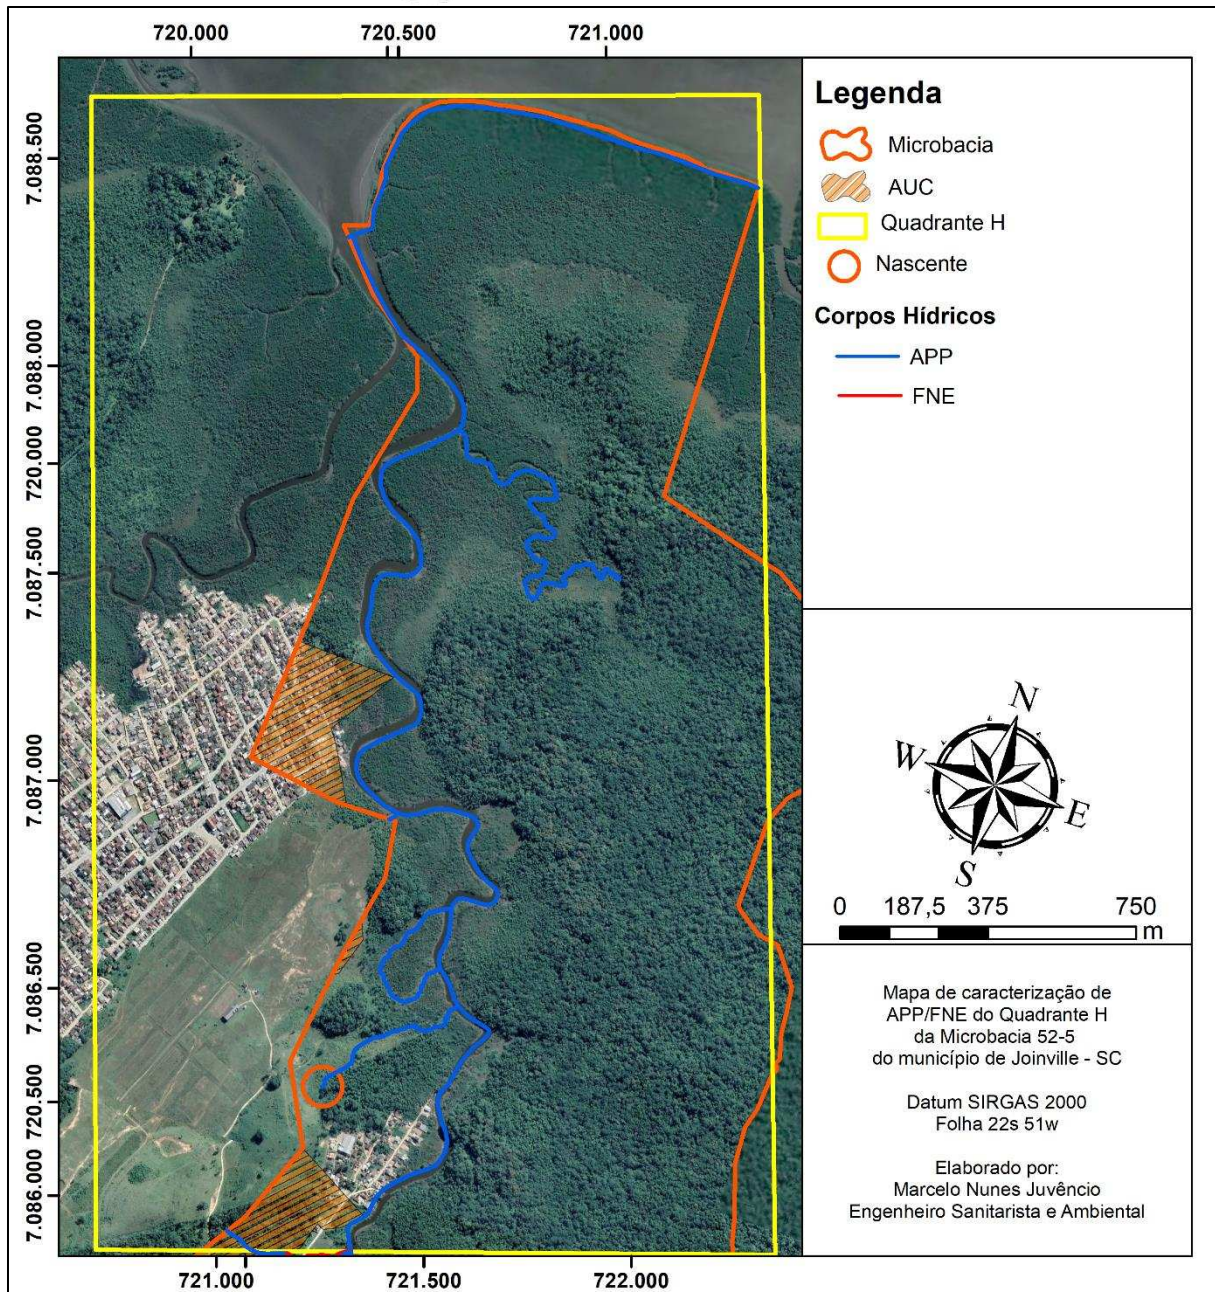 720.000
720.500
721.000
7.088.500
7.088.000
720.000
7.087.500
7.087.000
7.086.500
720.500
7.086.000
721.000
721.500
722.000
Legenda
Microbacia
AUC
Quadrante H
Nascente
Corpos Hídricos
APP
FNE
N
W
E
S
0 187,5 375 750
m
Mapa de caracterização de
APP/FNE do Quadrante H
da Microbacia 52-5
do município de Joinville - SC
Datum SIRGAS 2000
Folha 22s 51w
Elaborado por:
Marcelo Nunes Juvêncio
Engenheiro Sanitarista e Ambiental